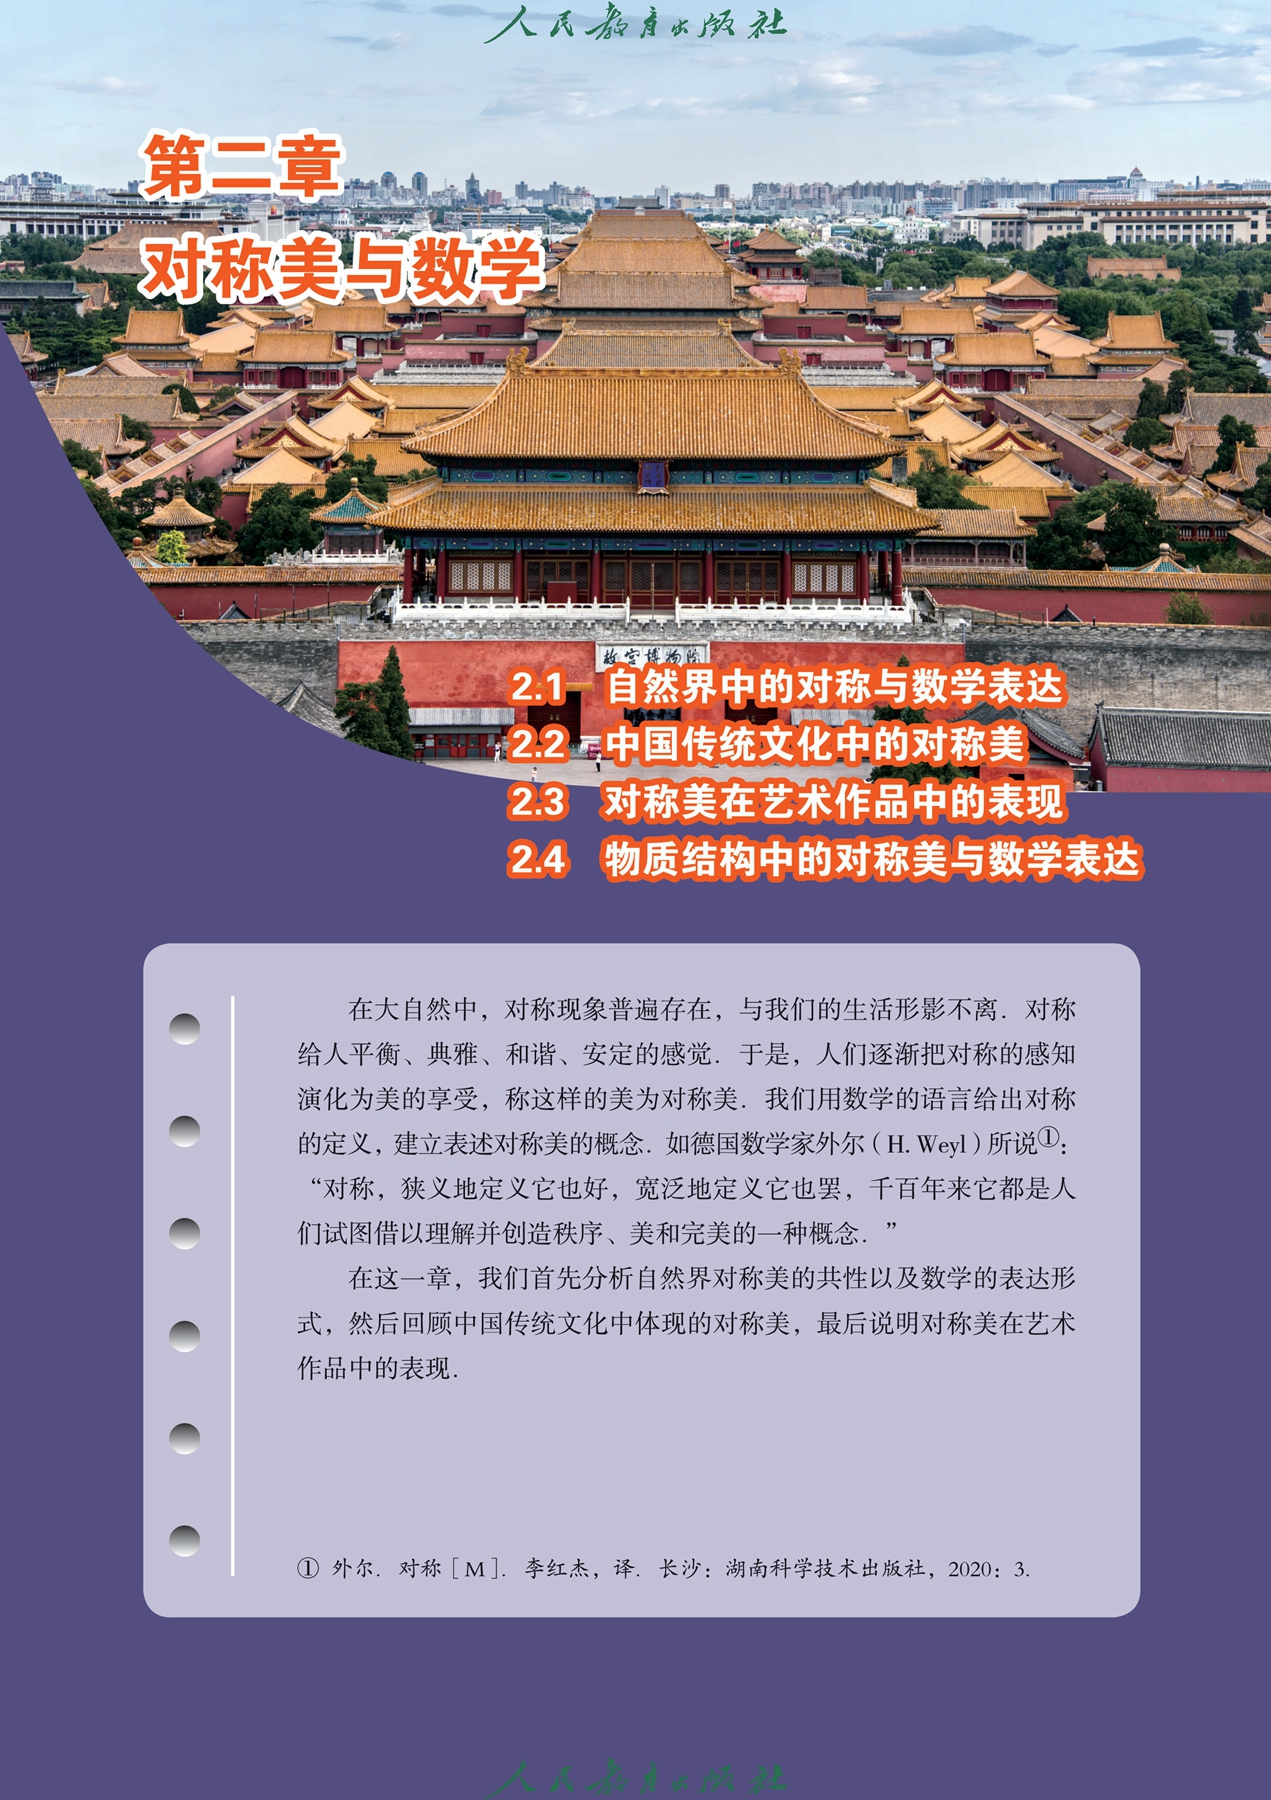 人民教育出版社
第二章
对称美与数学
故宫博物院
2.1 自然界中的对称与数学表达
2.2 中国传统文化中的对称美
2.3 对称美在艺术作品中的表现
2.4 物质结构中的对称美与数学表达
在大自然中，对称现象普遍存在，与我们的生活形影不离．对称
给人平衡、典雅、和谐、安定的感觉．于是，人们逐渐把对称的感知
演化为美的享受，称这样的美为对称美．我们用数学的语言给出对称
的定义，建立表述对称美的概念．如德国数学家外尔（H. Weyl）所说①：
“对称，狭义地定义它也好，宽泛地定义它也罢，千百年来它都是人
们试图借以理解并创造秩序、美和完美的一种概念．”
在这一章，我们首先分析自然界对称美的共性以及数学的表达形
式，然后回顾中国传统文化中体现的对称美，最后说明对称美在艺术
作品中的表现．
① 外尔．对称［M］．李红杰，译．长沙：湖南科学技术出版社，2020：3.
人民教育出版社